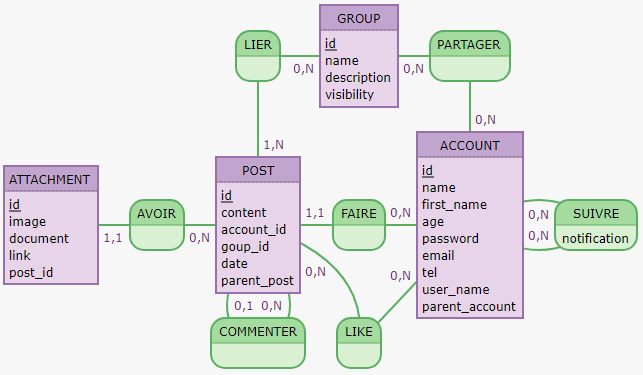 GROUP
id
name
description
visibility
LIER
0,N
0,N
PARTAGER
1,N
0,N
ATTACHMENT
id
image
document
link
post_id
1,1
AVOIR
0,N
POST
id
content
account_id
goup_id
date
parent_post
1,1
FAIRE
0,N
ACCOUNT
id
name
first_name
age
password
email
tel
user_name
parent_account
0,N
0,N
SUIVRE
notification
0,N
0,N
0,1
0,N
COMMENTER
LIKE